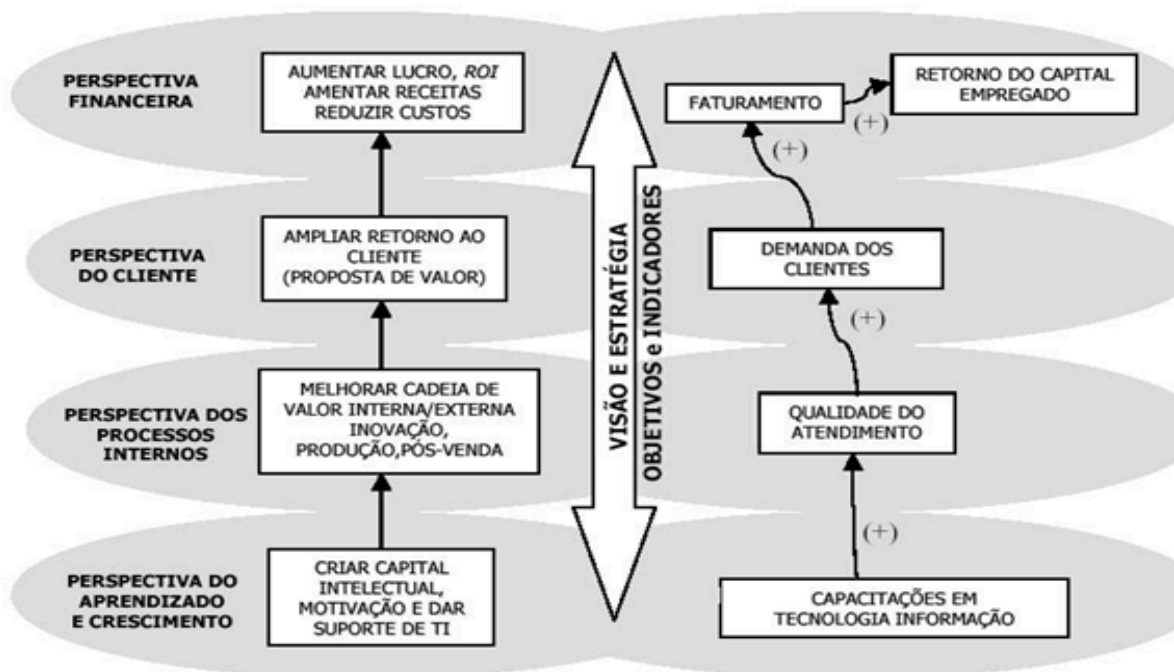 PERSPECTIVA
FINANCEIRA
AUMENTAR LUCRO, ROI
AMENTAR RECEITAS
REDUZIR CUSTOS
FATURAMENTO
(+)
RETORNO DO CAPITAL
EMPREGADO
(+)
PERSPECTIVA
DO CLIENTE
AMPLIAR RETORNO AO
CLIENTE
(PROPOSTA DE VALOR)
VISÃO E ESTRATÉGIA
OBJETIVOS e INDICADORES
DEMANDA DOS
CLIENTES
(+)
PERSPECTIVA DOS
PROCESSOS
INTERNOS
MELHORAR CADEIA DE
VALOR INTERNA/EXTERNA
INOVAÇÃO,
PRODUÇÃO,PÓS-VENDA
QUALIDADE DO
ATENDIMENTO
(+)
PERSPECTIVA DO
APRENDIZADO
E CRESCIMENTO
CRIAR CAPITAL
INTELECTUAL,
MOTIVAÇÃO E DAR
SUPORTE DE TI
CAPACITAÇÕES EM
TECNOLOGIA INFORMAÇÃO